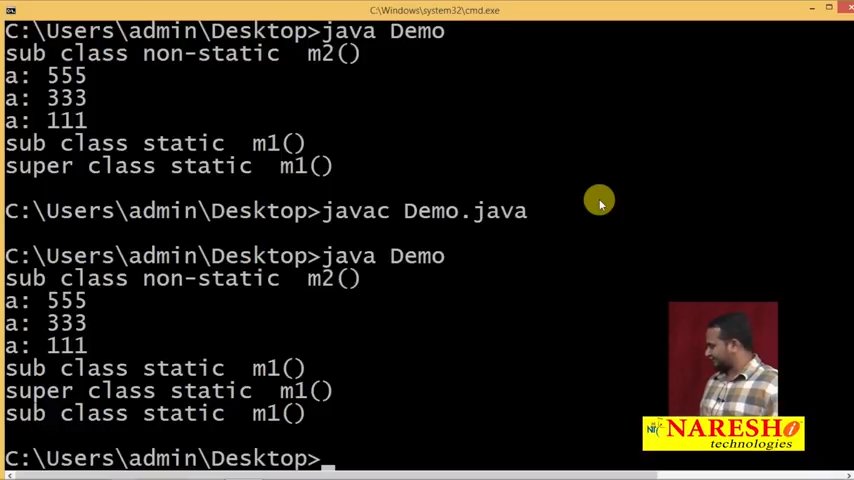 C:\Windows\system32\cmd.exe
C:\Users\admin\Desktop>java Demo
sub class non-static  m2()
a: 555
a: 333
a: 111
sub class static  m1()
super class static  m1()
C:\Users\admin\Desktop>javac Demo.java
C:\Users\admin\Desktop>java Demo
sub class non-static  m2()
a: 555
a: 333
a: 111
sub class static  m1()
super class static  m1()
sub class static  m1()
C:\Users\admin\Desktop>
NARESH i
technologies